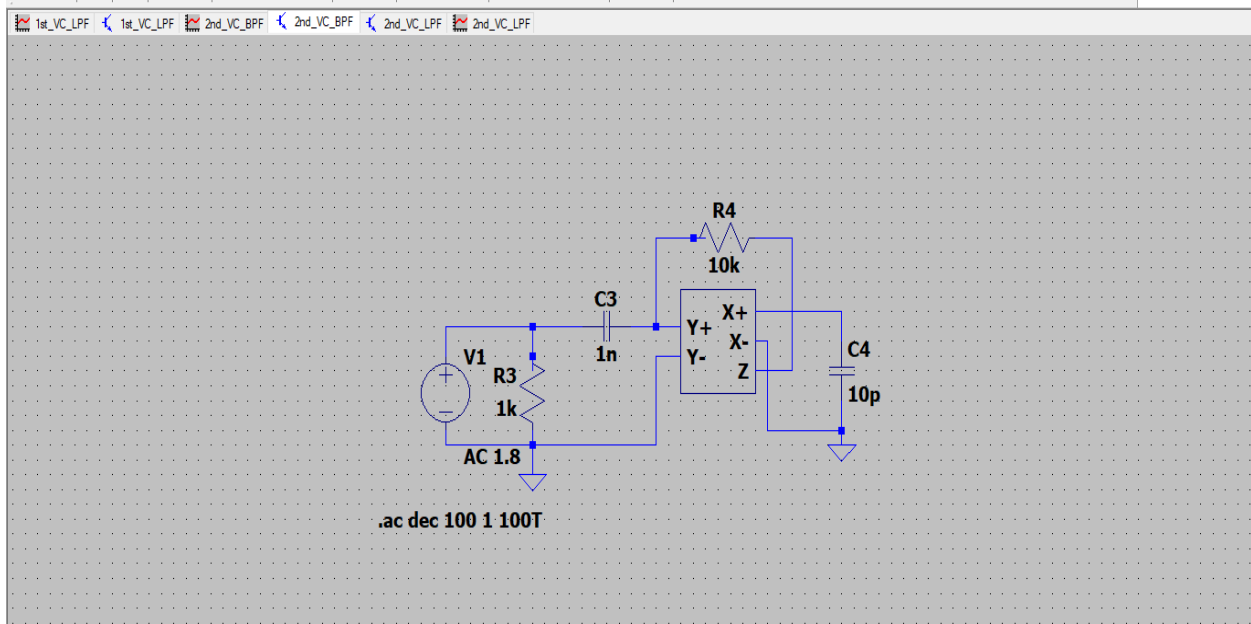 1st_VC_LPF 1st_VC_LPF 2nd_VC_BPF 2nd_VC_BPF 2nd_VC_LPF 2nd_VC_LPF
R4
10k
C3
1n
Y+
Y-
X+
X-
Z
V1
R3
1k
C4
10p
AC 1.8
.ac dec 100 1 100T